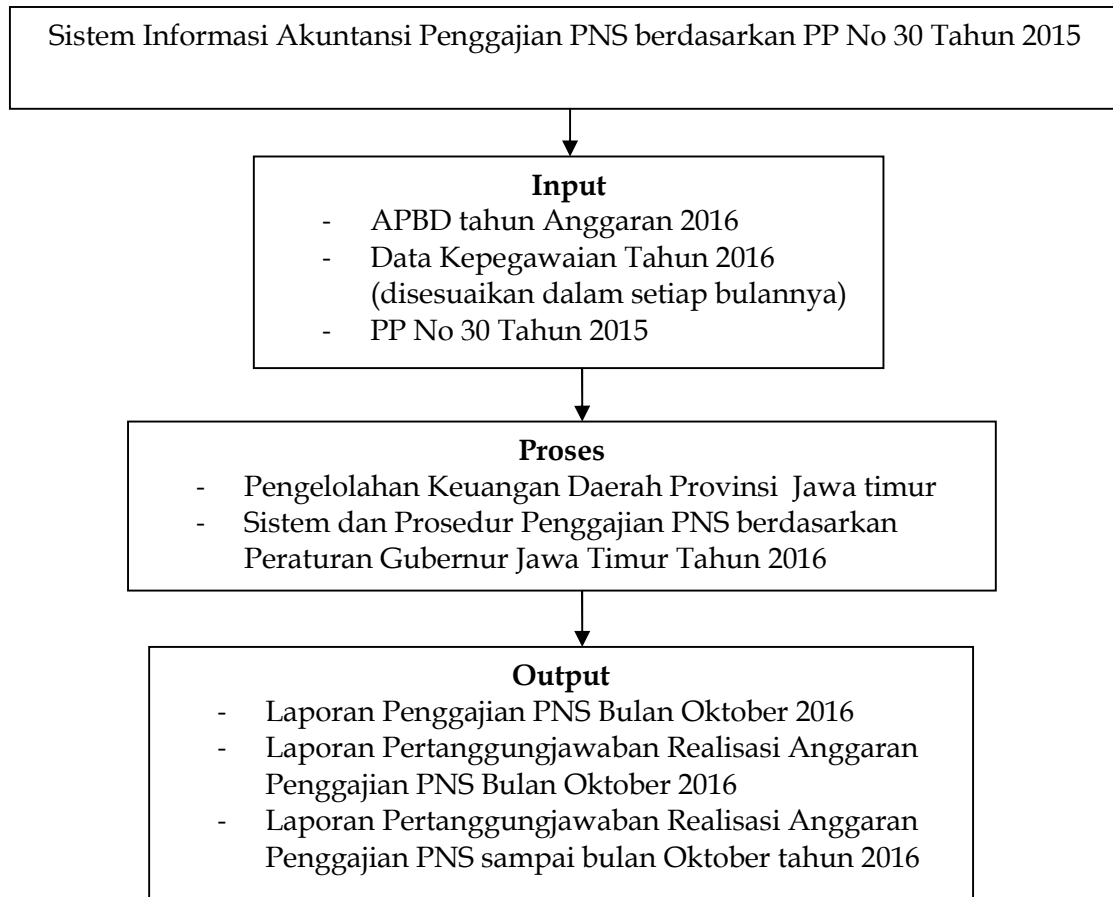 Sistem Informasi Akuntansi Penggajian PNS berdasarkan PP No 30 Tahun 2015
Input
- APBD tahun Anggaran 2016
- Data Kepegawaian Tahun 2016
(disesuaikan dalam setiap bulannya)
- PP No 30 Tahun 2015
Proses
- Pengelolahan Keuangan Daerah Provinsi Jawa timur
- Sistem dan Prosedur Penggajian PNS berdasarkan
Peraturan Gubernur Jawa Timur Tahun 2016
Output
- Laporan Penggajian PNS Bulan Oktober 2016
- Laporan Pertanggungjawaban Realisasi Anggaran
Penggajian PNS Bulan Oktober 2016
- Laporan Pertanggungjawaban Realisasi Anggaran
Penggajian PNS sampai bulan Oktober tahun 2016